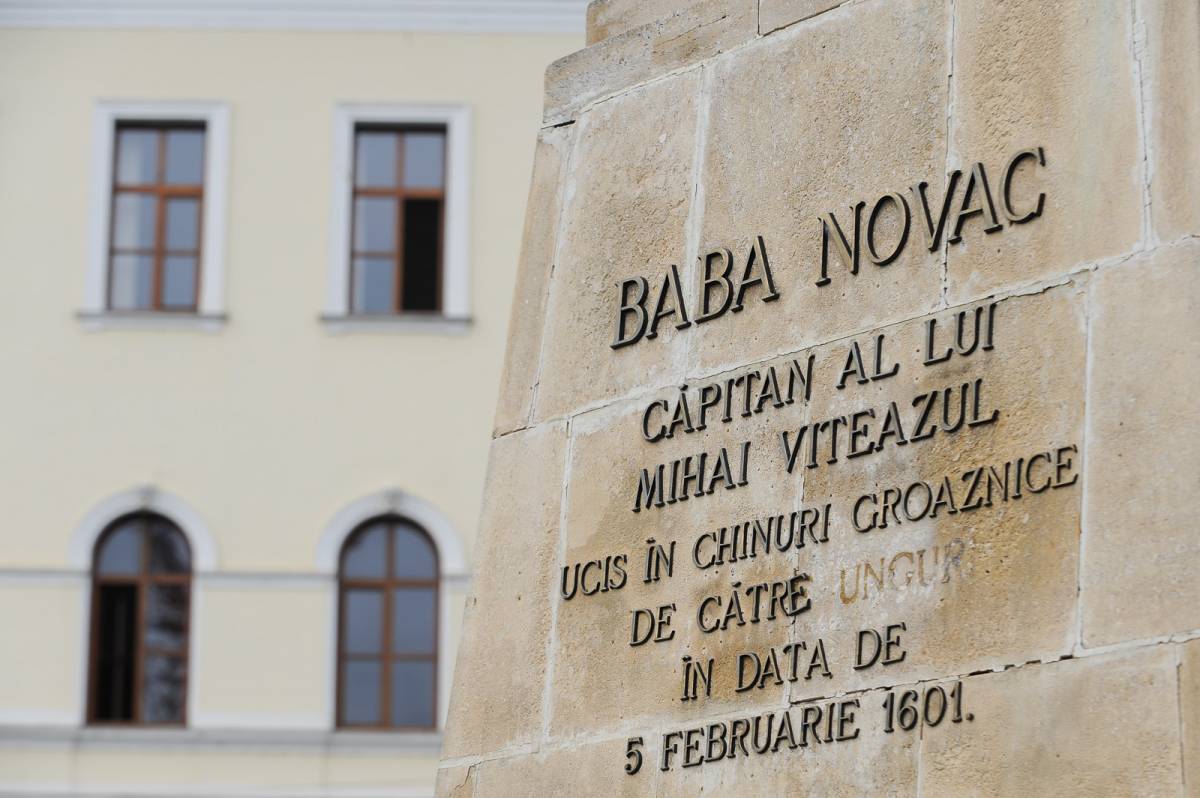 BABA NOVAC
CĂPITAN AL LUI
MIHAI VITEAZUL
UCIS ÎN CHINURI GROAZNICE
DE CĂTRE UNGURI
ÎN DATA DE
5 FEBRUARIE 1601.